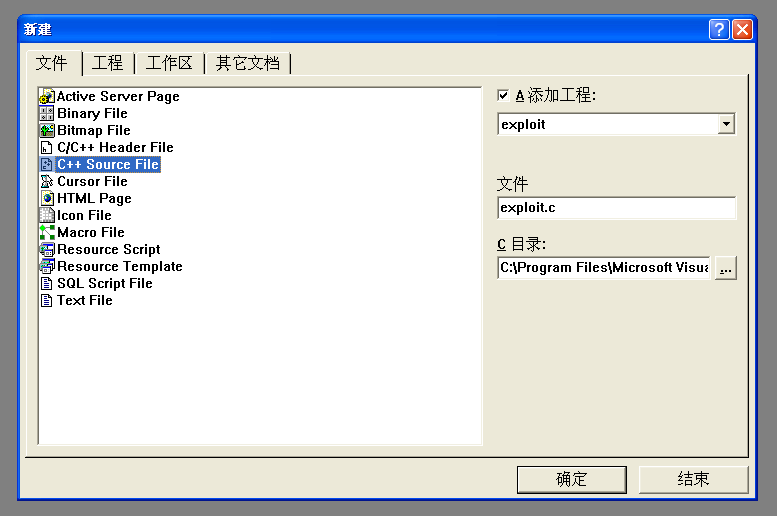 新建
文件 工程 工作区 其它文档
Active Server Page
Binary File
Bitmap File
C/C++ Header File
C++ Source File
Cursor File
HTML Page
Icon File
Macro File
Resource Script
Resource Template
SQL Script File
Text File
A 添加工程:
exploit
文件
exploit.c
C 目录:
C:\Program Files\Microsoft Visua
...
确定 结束